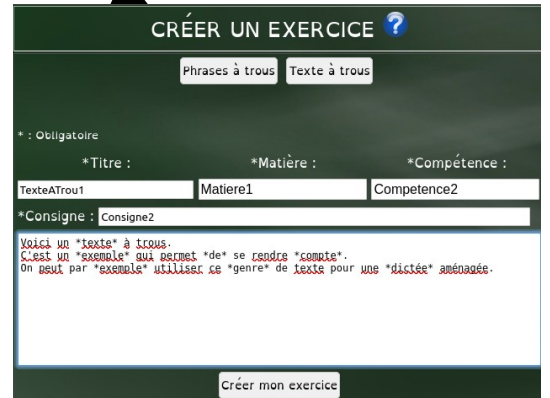 CRÉER UN EXERCICE ?
Phrases à trous Texte à trous
* : Obligatoire
*Titre : *Matière : *Compétence :
TexteATrou1 Matiere1 Competence2
*Consigne : Consigne2
Voici un *texte* à trous.
C'est un *exemple* qui permet *de* se rendre *compte*.
On peut par *exemple* utiliser ce *genre* de texte pour une *dictée* aménagée.
Créer mon exercice